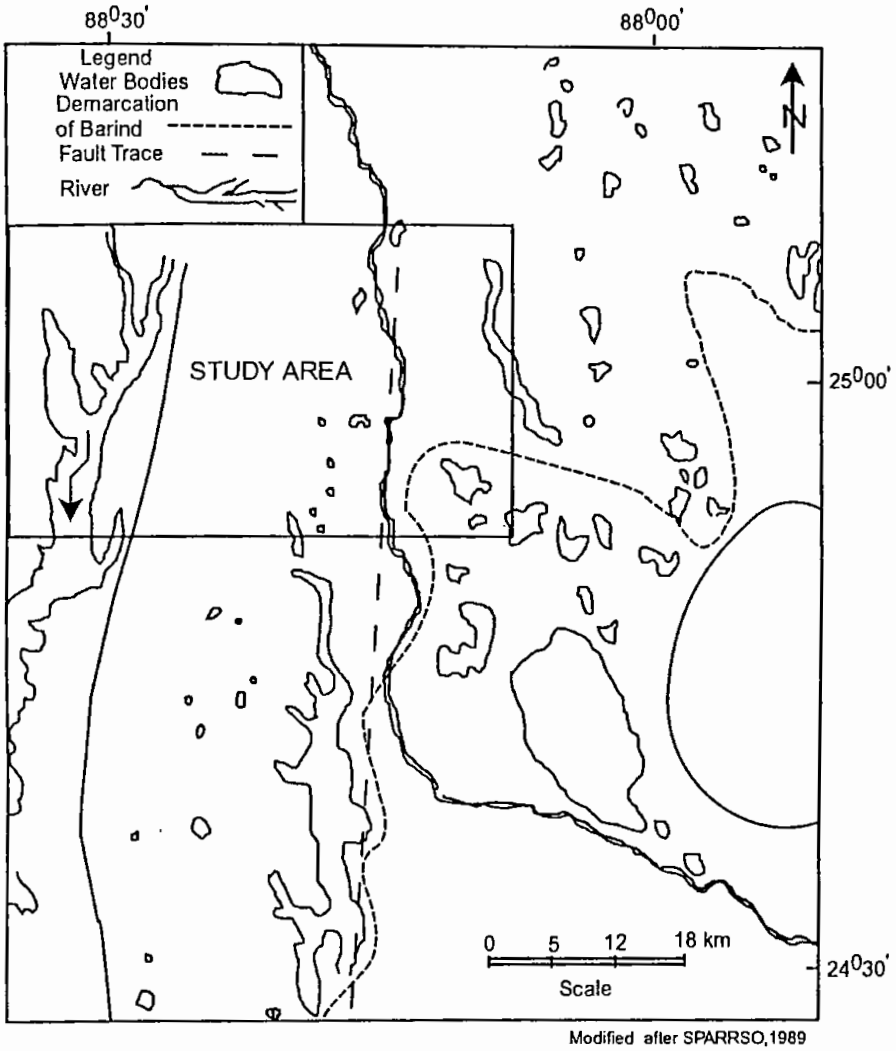 88⁰30'
88⁰00'
Legend
Water Bodies
Demarcation
of Barind
Fault Trace
River
N
STUDY AREA
25⁰00'
0 5 12 18 km
Scale
24⁰30'
Modified after SPARRSO,1989